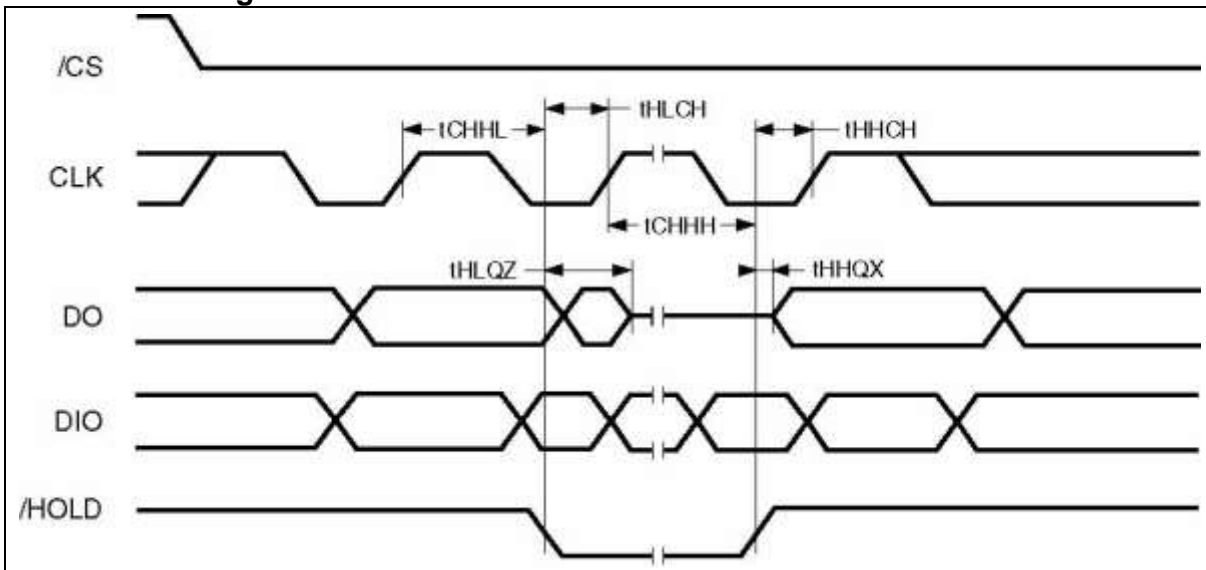 /CS
tHLCH
tCHHL
tHHCH
CLK
tCHHH
tHLQZ
tHHQX
DO
DIO
/HOLD